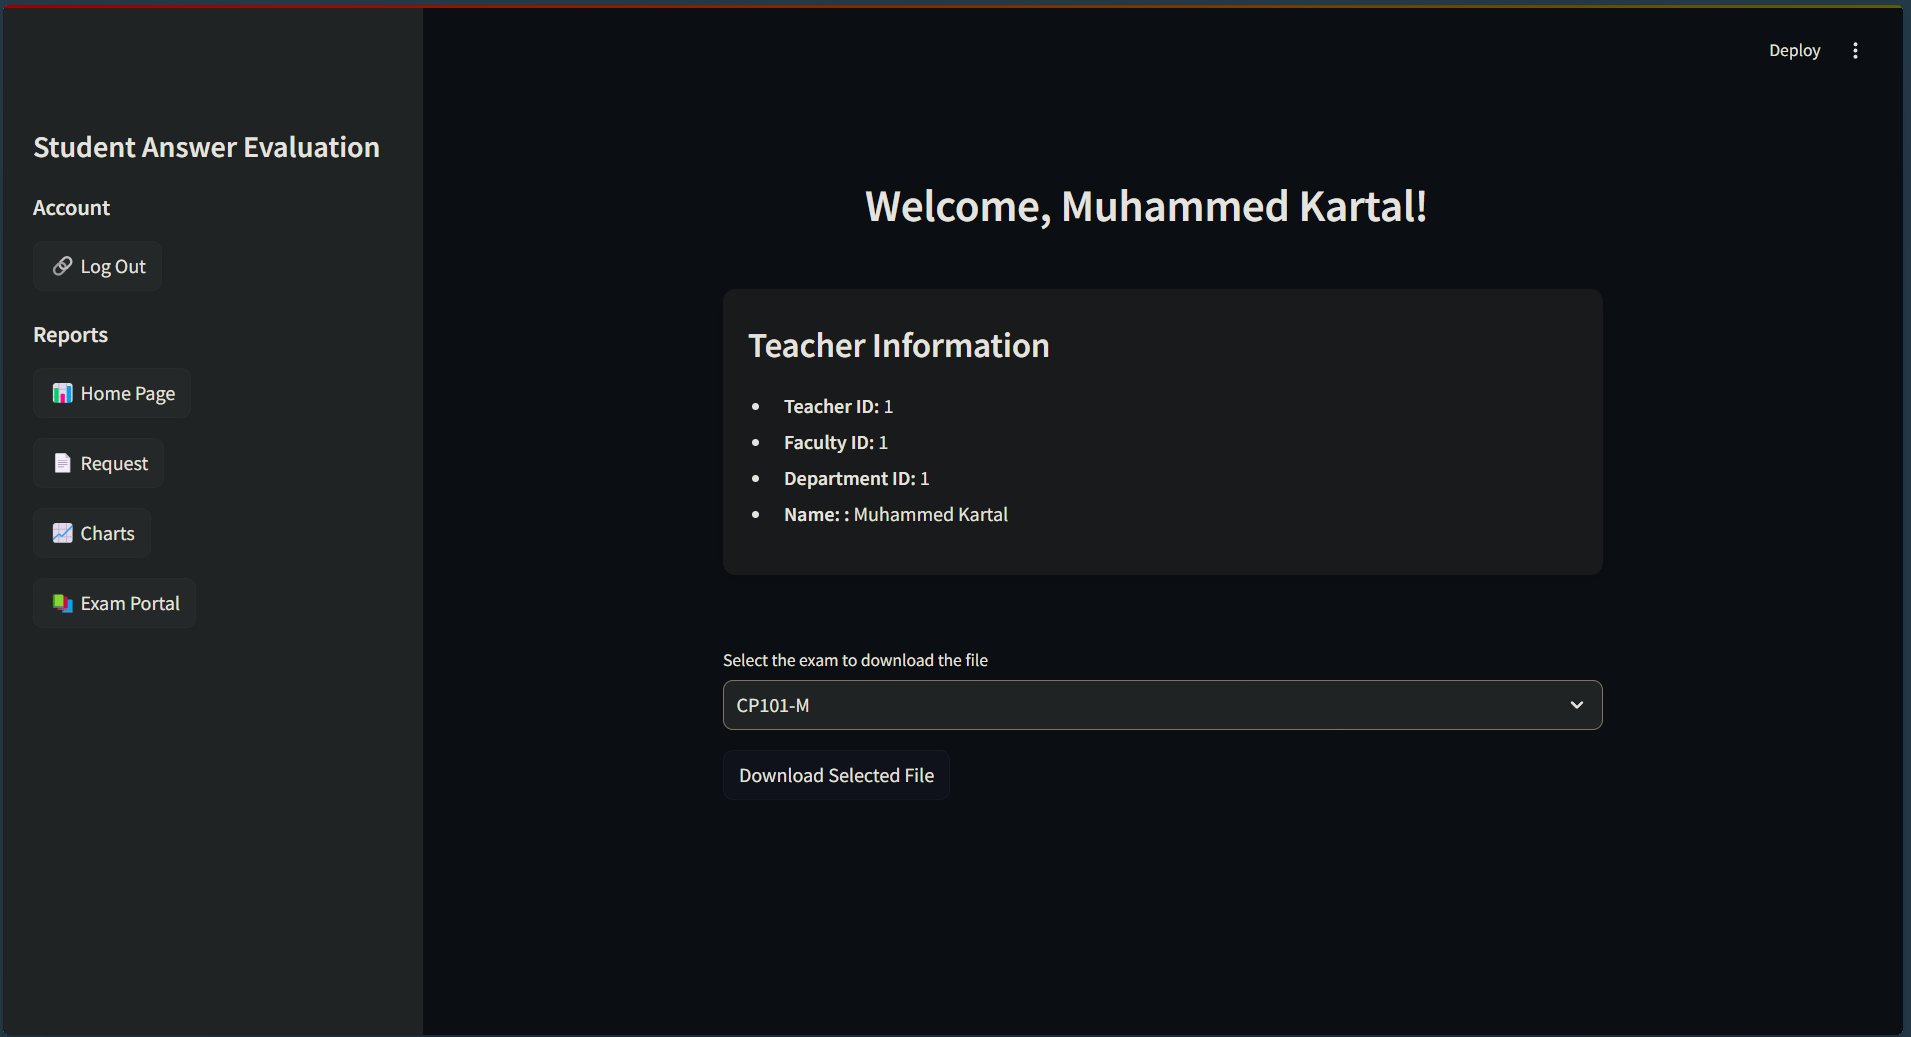 Deploy
Student Answer Evaluation
Account
Log Out
Reports
Home Page
Request
Charts
Exam Portal
Welcome, Muhammed Kartal!
Teacher Information
Teacher ID: 1
Faculty ID: 1
Department ID: 1
Name: : Muhammed Kartal
Select the exam to download the file
CP101-M
Download Selected File